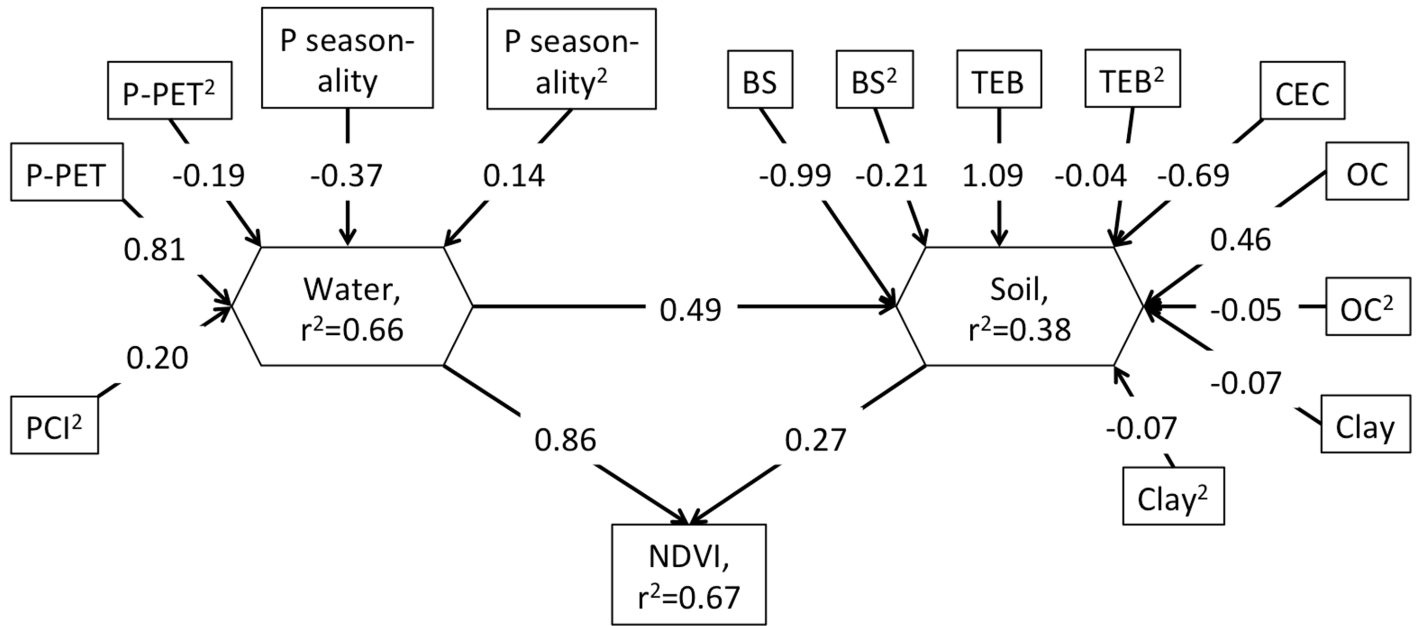 P season-
ality
P season-
ality²
P-PET²
BS
BS²
TEB
TEB²
CEC
P-PET
-0.19
-0.37
0.14
-0.99
-0.21
1.09
-0.04
-0.69
OC
0.81
0.46
Water,
r²=0.66
0.49
Soil,
r²=0.38
-0.05
OC²
0.20
-0.07
PCI²
0.86
0.27
-0.07
Clay
Clay²
NDVI,
r²=0.67